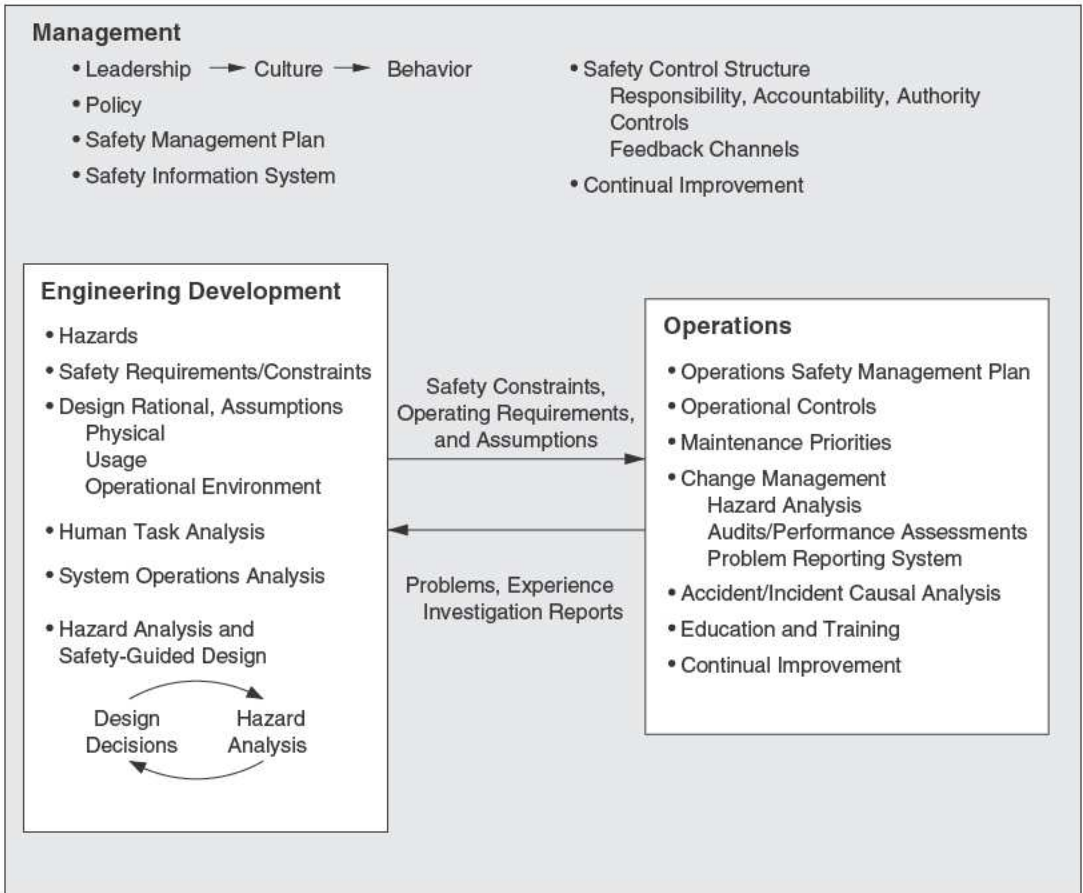 Management
• Leadership → Culture → Behavior
• Policy
• Safety Management Plan
• Safety Information System
• Safety Control Structure
Responsibility, Accountability, Authority
Controls
Feedback Channels
• Continual Improvement
Engineering Development
• Hazards
• Safety Requirements/Constraints
• Design Rational, Assumptions
Physical
Usage
Operational Environment
• Human Task Analysis
• System Operations Analysis
• Hazard Analysis and
Safety-Guided Design
Design
Decisions
Hazard
Analysis
Safety Constraints,
Operating Requirements,
and Assumptions
Problems, Experience
Investigation Reports
Operations
• Operations Safety Management Plan
• Operational Controls
• Maintenance Priorities
• Change Management
Hazard Analysis
Audits/Performance Assessments
Problem Reporting System
• Accident/Incident Causal Analysis
• Education and Training
• Continual Improvement